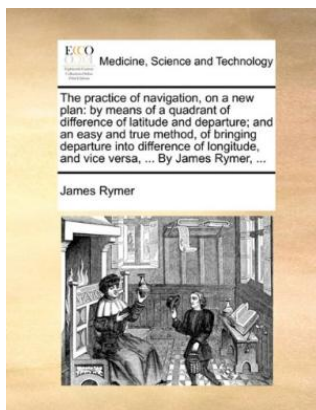 ECCO
Medicine, Science and Technology
The practice of navigation, on a new
plan: by means of a quadrant of
difference of latitude and departure; and
an easy and true method, of bringing
departure into difference of longitude,
and vice versa, ... By James Rymer, ...
James Rymer